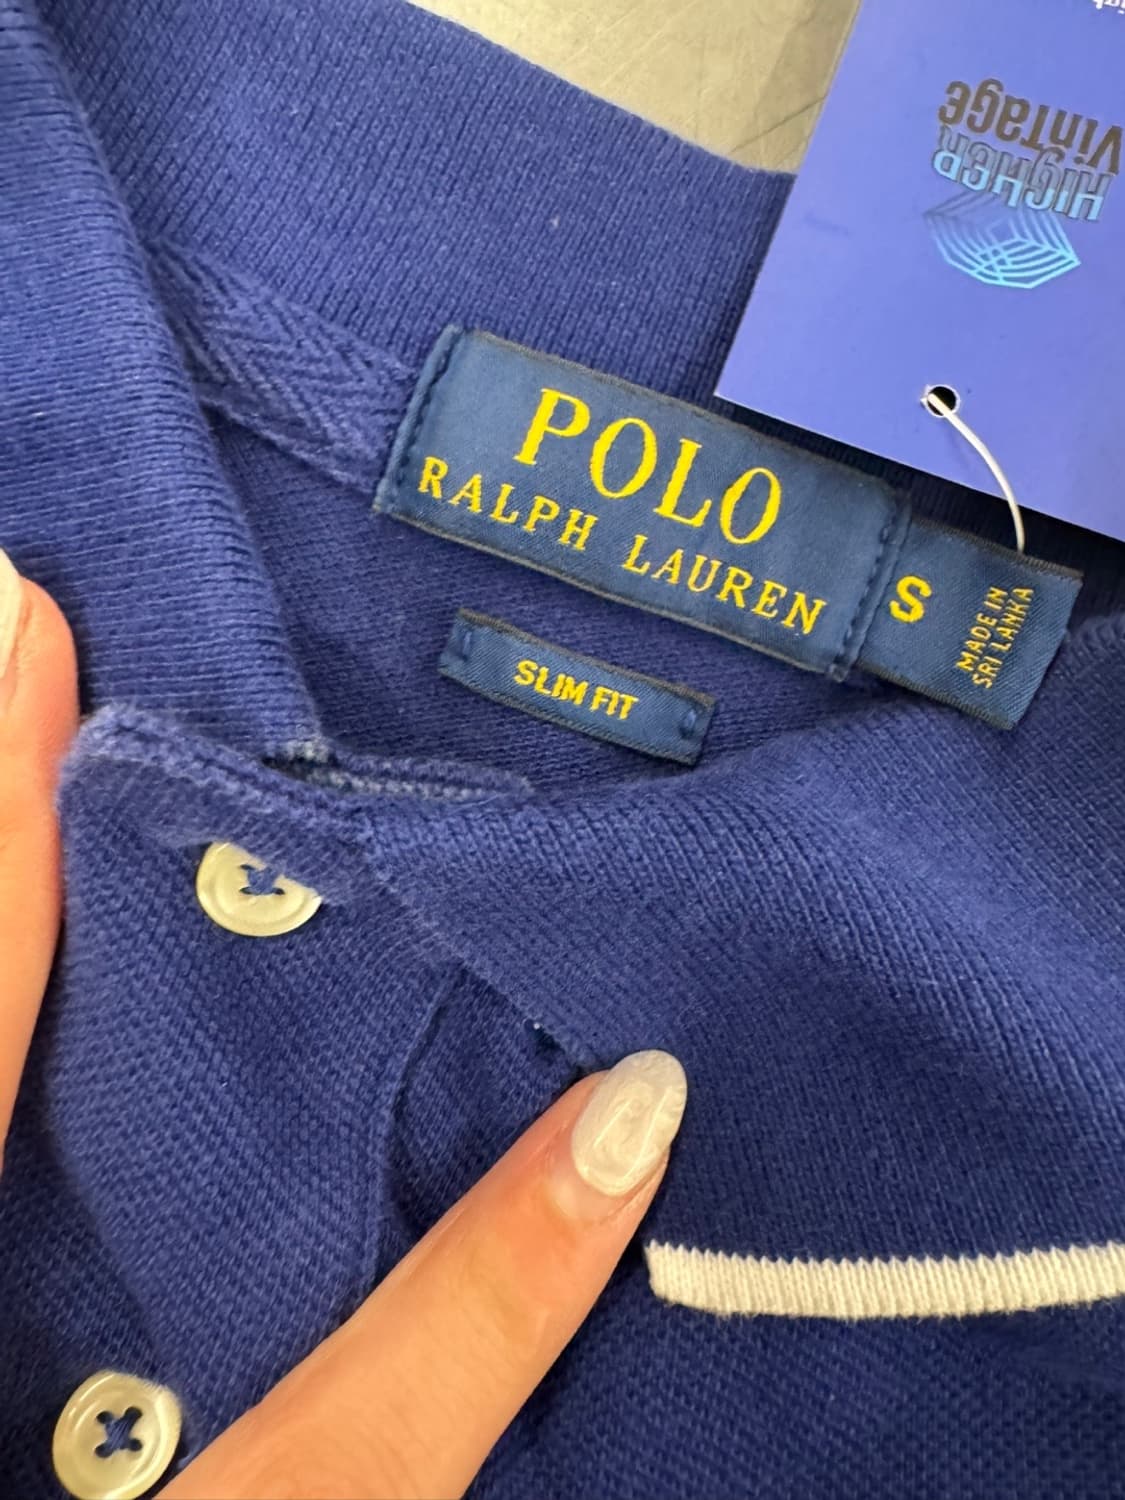 HIGHER
VINTAGE
POLO
RALPH LAUREN
S
MADE IN
SRI LANKA
SLIM FIT